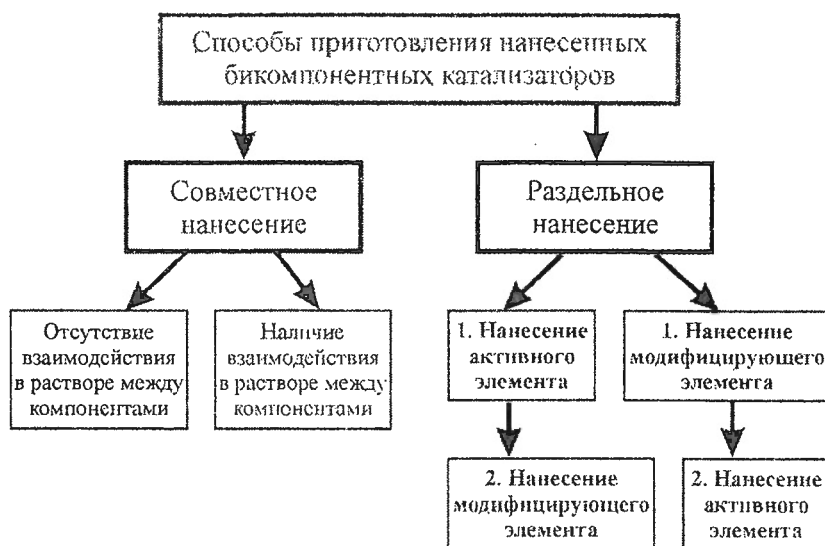 Способы приготовления нанесенных
бикомпонентных катализаторов
Совместное
нанесение
Раздельное
нанесение
Отсутствие
взаимодействия
в растворе между
компонентами
Наличие
взаимодействия
в растворе между
компонентами
1. Нанесение
активного
элемента
1. Нанесение
модифицирующего
элемента
2. Нанесение
модифицирующего
элемента
2. Нанесение
активного
элемента